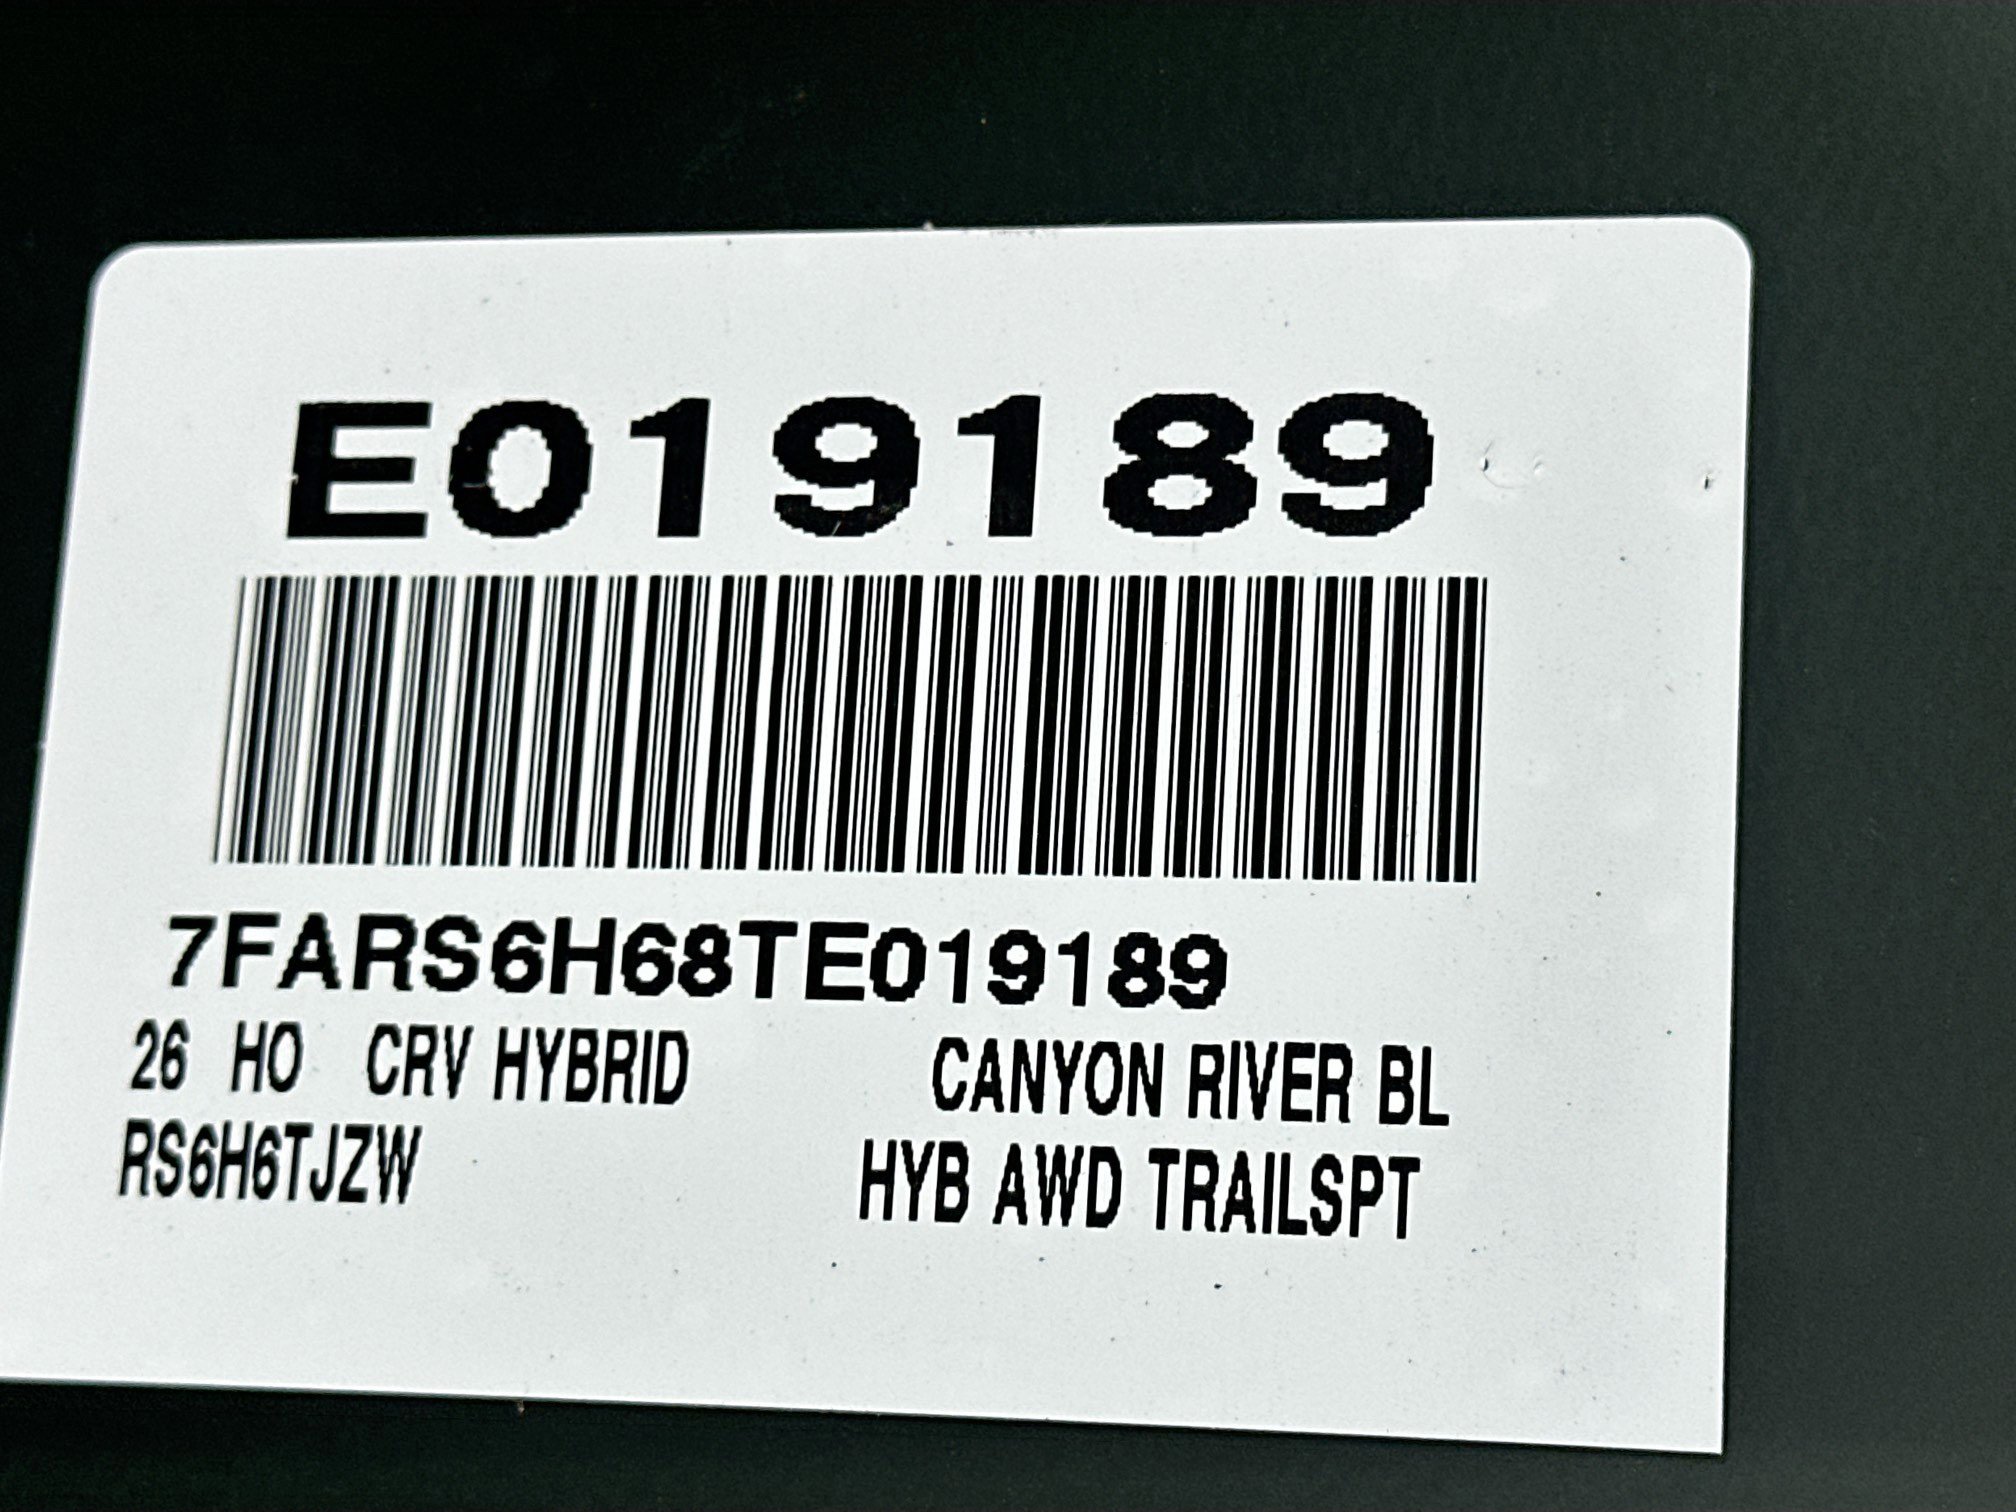 E019189
7FARS6H68TE019189
26 HO CRV HYBRID CANYON RIVER BL
RS6H6TJZW HYB AWD TRAILSPT